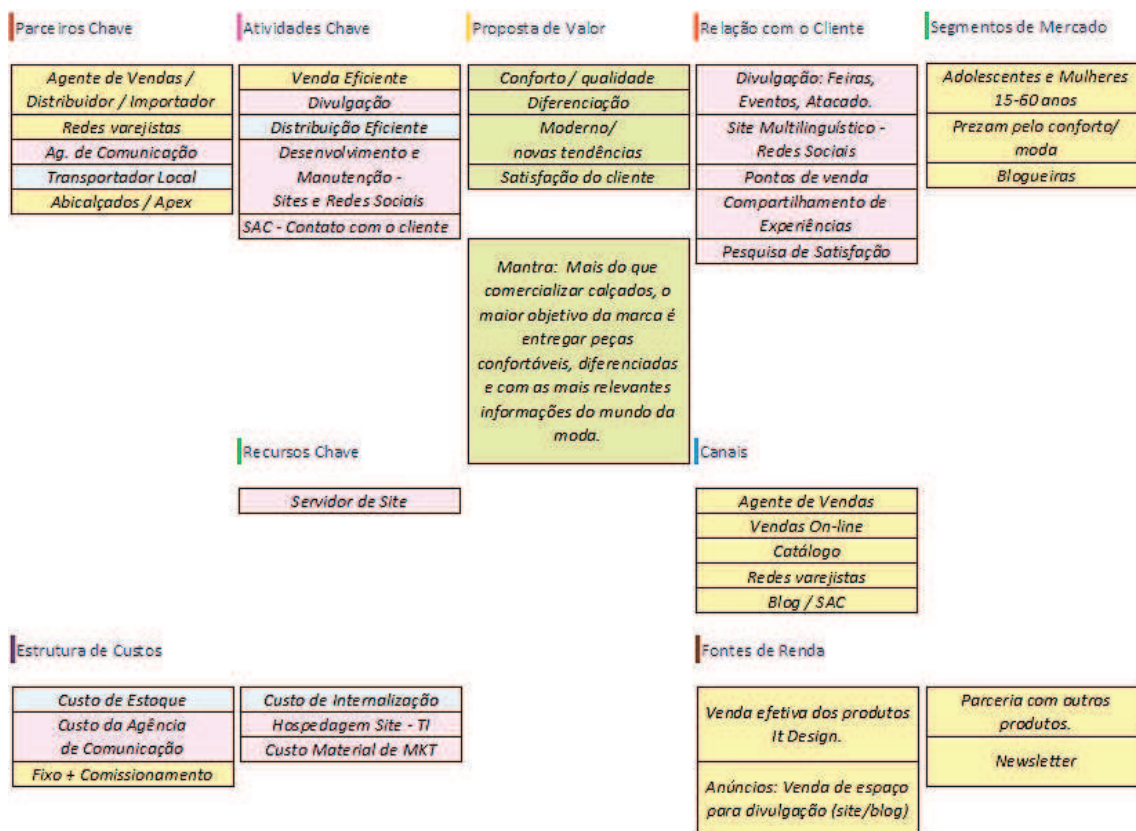 Parceiros Chave
Agente de Vendas /
Distribuidor / Importador
Redes varejistas
Ag. de Comunicação
Transportador Local
Abicalçados / Apex
Atividades Chave
Venda Eficiente
Divulgação
Distribuição Eficiente
Desenvolvimento e
Manutenção -
Sites e Redes Sociais
SAC - Contato com o cliente
Proposta de Valor
Conforto / qualidade
Diferenciação
Moderno/
novas tendências
Satisfação do cliente
Mantra: Mais do que
comercializar calçados, o
maior objetivo da marca é
entregar peças
confortáveis, diferenciadas
e com as mais relevantes
informações do mundo da
moda.
Relação com o Cliente
Divulgação: Feiras,
Eventos, Atacado.
Site Multilinguístico -
Redes Sociais
Pontos de venda
Compartilhamento de
Experiências
Pesquisa de Satisfação
Segmentos de Mercado
Adolescentes e Mulheres
15-60 anos
Prezam pelo conforto/
moda
Blogueiras
Recursos Chave
Servidor de Site
Canais
Agente de Vendas
Vendas On-line
Catálogo
Redes varejistas
Blog / SAC
Estrutura de Custos
Custo de Estoque
Custo da Agência
de Comunicação
Fixo + Comissionamento
Custo de Internalização
Hospedagem Site - TI
Custo Material de MKT
Fontes de Renda
Venda efetiva dos produtos
It Design.
Anúncios: Venda de espaço
para divulgação (site/blog)
Parceria com outros
produtos.
Newsletter